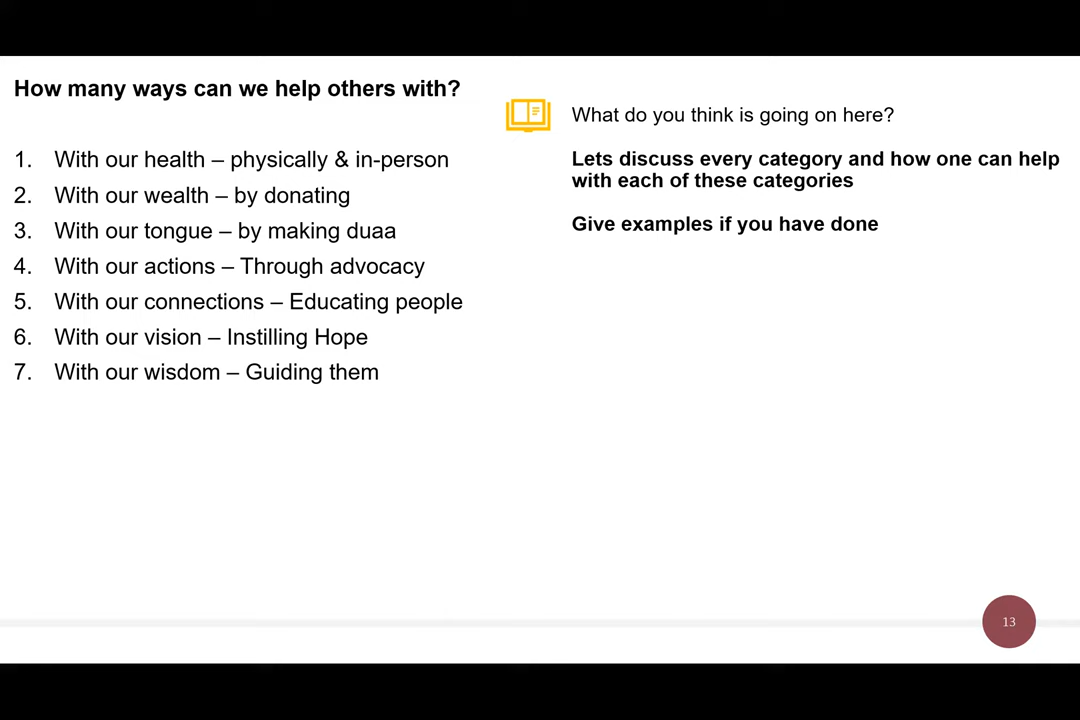 How many ways can we help others with?
1. With our health – physically & in-person
2. With our wealth – by donating
3. With our tongue – by making duaa
4. With our actions – Through advocacy
5. With our connections – Educating people
6. With our vision – Instilling Hope
7. With our wisdom – Guiding them
What do you think is going on here?
Lets discuss every category and how one can help
with each of these categories
Give examples if you have done
13